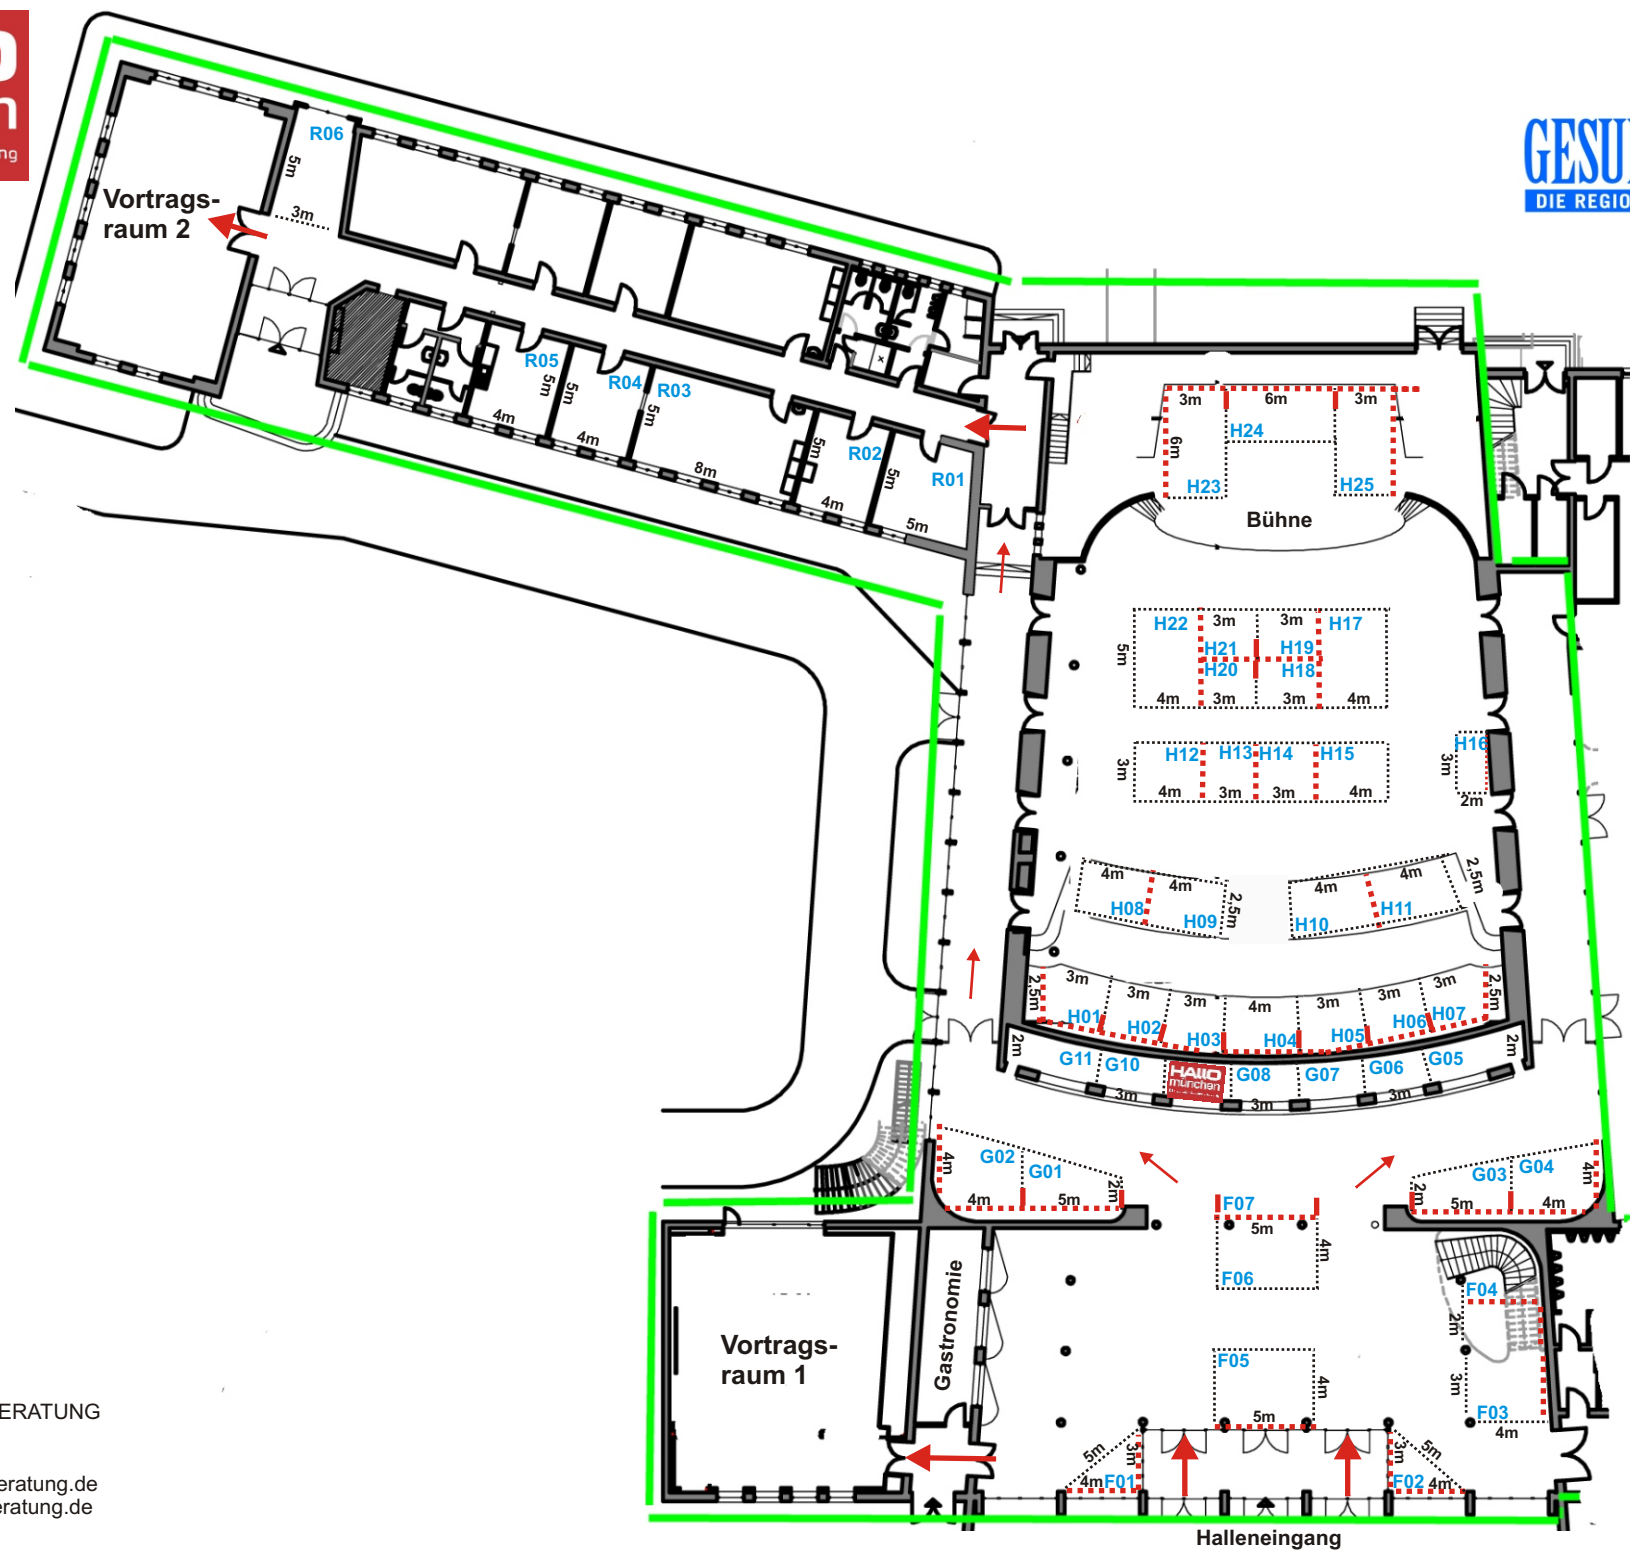 ng
GESU
DIE REGIO
R06
5m
Vortrags-
raum 2
3m
R05
5m
4m
5m
R04
4m
R03
5m
8m
5m
R02
4m
5m
R01
5m
3m
6m
3m
H24
6m
H23
H25
Bühne
H22
3m
3m
H17
5m
H21
H19
H20
H18
4m
3m
3m
4m
H12
H13
H14
H15
3m
4m
3m
3m
4m
H16
3m
2m
4m
4m
2,5m
H08
H09
4m
4m
2,5m
H10
H11
2,5m
3m
3m
3m
4m
3m
3m
3m
2,5m
H01
H02
H03
H04
H05
H06
H07
2m
G11
G10
HALLO
münchen
G08
G07
G06
G05
2m
3m
3m
3m
G02
G01
4m
4m
5m
2m
G03
G04
2m
5m
4m
4m
F07
5m
4m
F06
Gastronomie
Vortrags-
raum 1
F04
2m
3m
F03
4m
F05
4m
5m
5m
3m
4m
F01
5m
3m
F02
4m
Halleneingang
ERATUNG
eratung.de
eratung.de